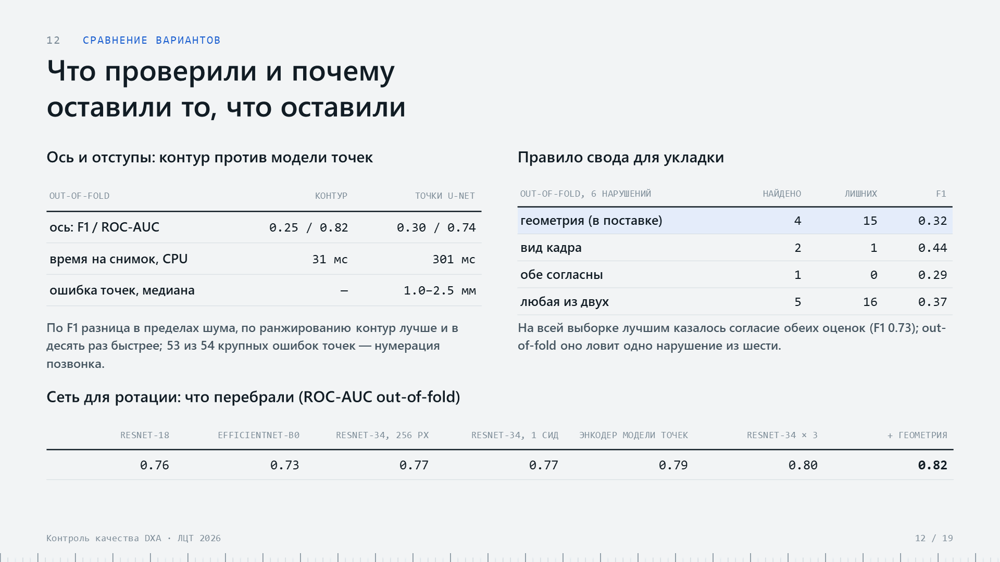 12 СРАВНЕНИЕ ВАРИАНТОВ
Что проверили и почему
оставили то, что оставили
Ось и отступы: контур против модели точек
OUT-OF-FOLD КОНТУР ТОЧКИ U-NET
ось: F1 / ROC-AUC 0.25 / 0.82 0.30 / 0.74
время на снимок, CPU 31 мс 301 мс
ошибка точек, медиана — 1.0–2.5 мм
По F1 разница в пределах шума, по ранжированию контур лучше и в
десять раз быстрее; 53 из 54 крупных ошибок точек — нумерация
позвонка.
Правило свода для укладки
OUT-OF-FOLD, 6 НАРУШЕНИЙ НАЙДЕНО ЛИШНИХ F1
геометрия (в поставке) 4 15 0.32
вид кадра 2 1 0.44
обе согласны 1 0 0.29
любая из двух 5 16 0.37
На всей выборке лучшим казалось согласие обеих оценок (F1 0.73); out-
of-fold оно ловит одно нарушение из шести.
Сеть для ротации: что перебрали (ROC-AUC out-of-fold)
RESNET-18 EFFICIENTNET-B0 RESNET-34, 256 PX RESNET-34, 1 СИД ЭНКОДЕР МОДЕЛИ ТОЧЕК RESNET-34 × 3 + ГЕОМЕТРИЯ
0.76 0.73 0.77 0.77 0.79 0.80 0.82
Контроль качества DXA · ЛЦТ 2026
12 / 19